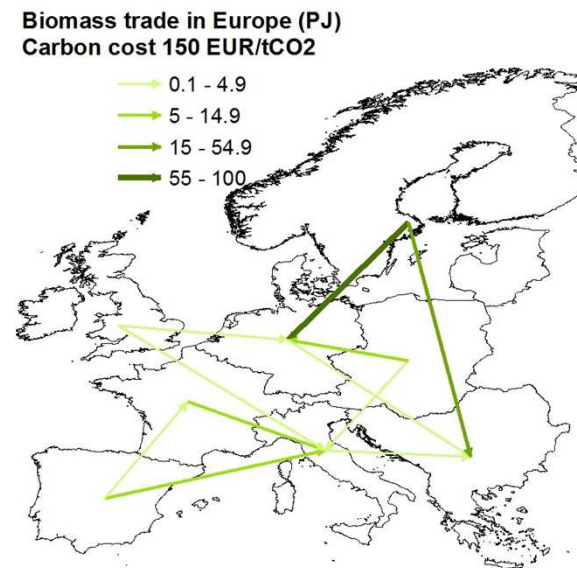 Biomass trade in Europe (PJ)
Carbon cost 150 EUR/tCO2
0.1 - 4.9
5 - 14.9
15 - 54.9
55 - 100